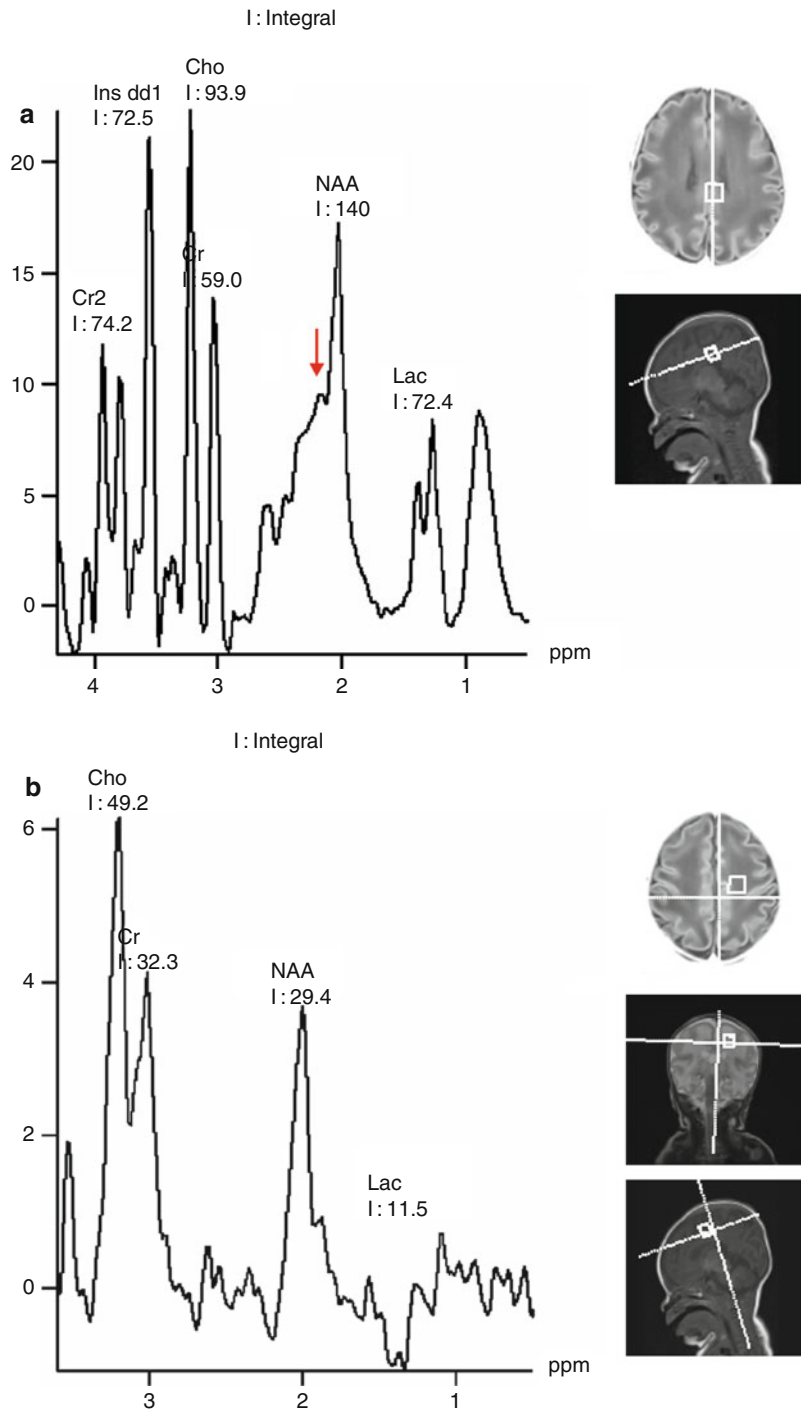 I : Integral
a
Cho
I : 93.9
Ins dd1
I : 72.5
NAA
I : 140
Cr
I : 59.0
Cr2
I : 74.2
Lac
I : 72.4
20
15
10
5
0
4 3 2 1
ppm
I : Integral
b
Cho
I : 49.2
Cr
I : 32.3
NAA
I : 29.4
Lac
I : 11.5
6
4
2
0
3 2 1
ppm